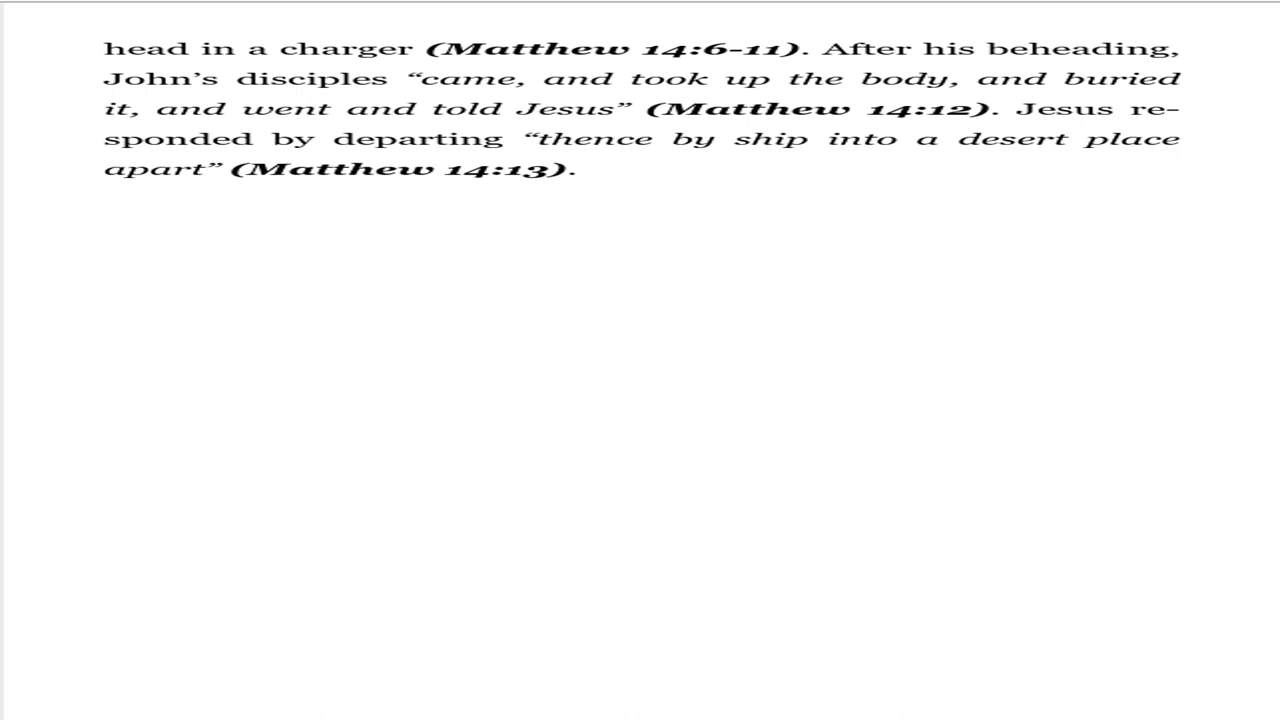 head in a charger (Matthew 14:6-11). After his beheading,
John’s disciples “came, and took up the body, and buried
it, and went and told Jesus” (Matthew 14:12). Jesus re-
sponded by departing “thence by ship into a desert place
apart” (Matthew 14:13).